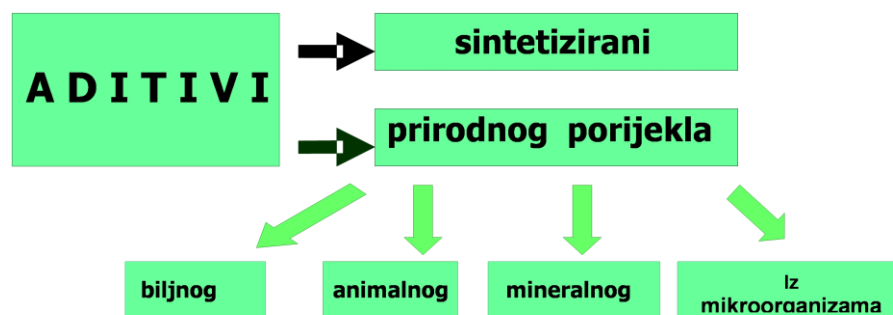 A D I T I V I
sintetizirani
prirodnog porijekla
biljnog
animalnog
mineralnog
Iz
mikroorganizama